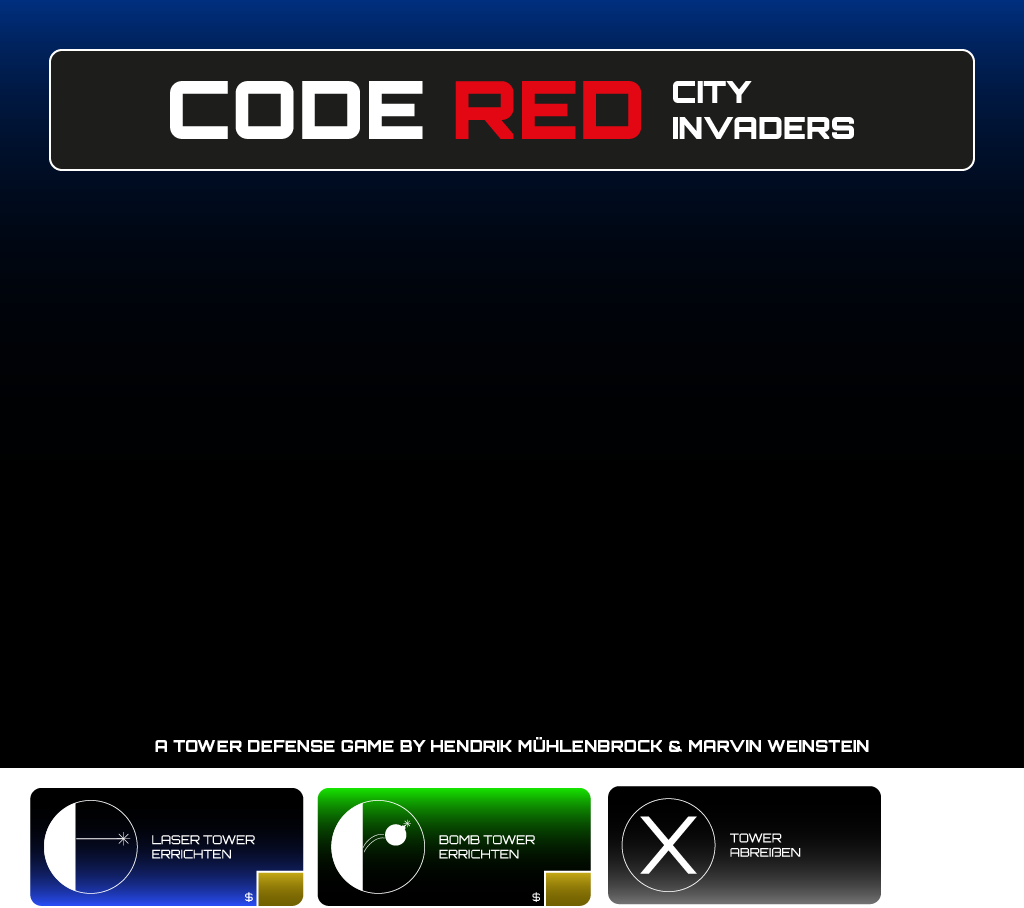 CODE RED
CITY
INVADERS
A TOWER DEFENSE GAME BY HENDRIK MÜHLENBROCK & MARVIN WEINSTEIN
LASER TOWER
ERRICHTEN
$
BOMB TOWER
ERRICHTEN
$
X
TOWER
ABREIẞEN